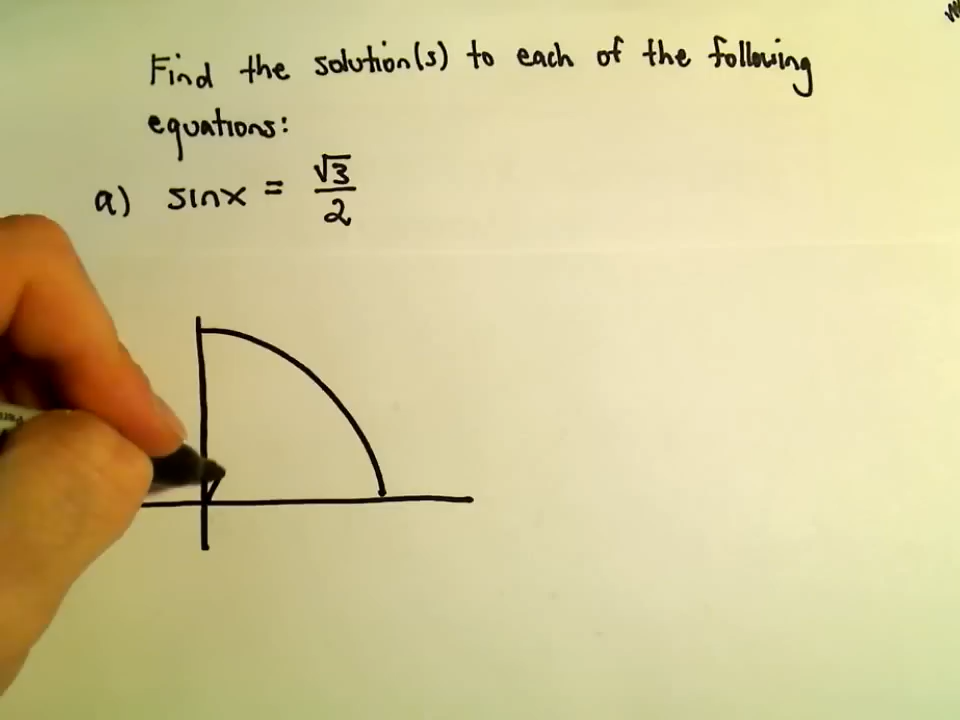 Find the solution(s) to each of the following
equations:
a) sinx = √3/2